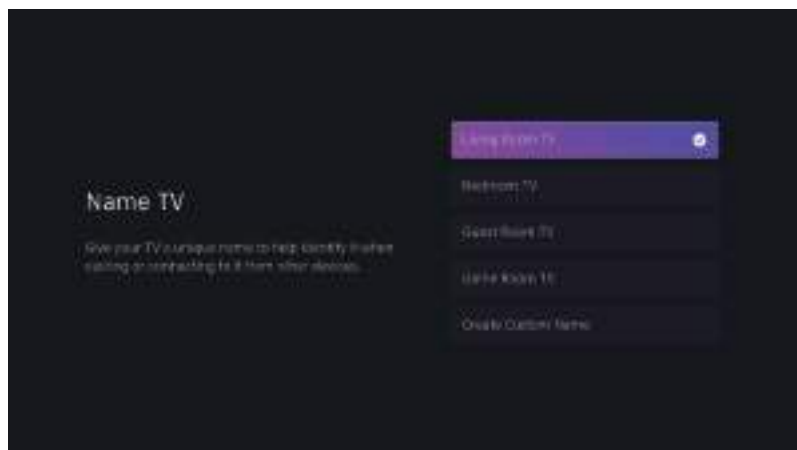 Name TV
Give your TV a unique name to help identify it when
casting or connecting to it from other devices.
Living Room TV
Bedroom TV
Guest Room TV
Game Room TV
Create Custom Name